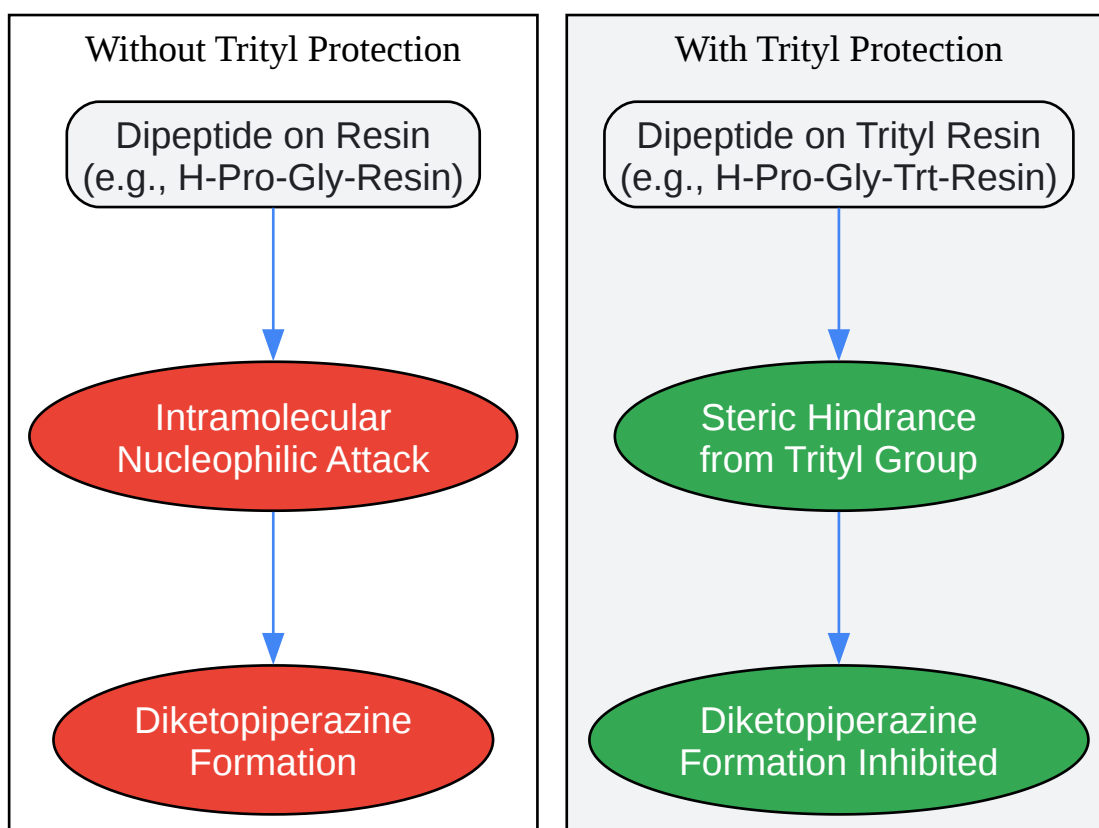 Without Trityl Protection
Dipeptide on Resin
(e.g., H-Pro-Gly-Resin)
Intramolecular
Nucleophilic Attack
Diketopiperazine
Formation
With Trityl Protection
Dipeptide on Trityl Resin
(e.g., H-Pro-Gly-Trt-Resin)
Steric Hindrance
from Trityl Group
Diketopiperazine
Formation Inhibited